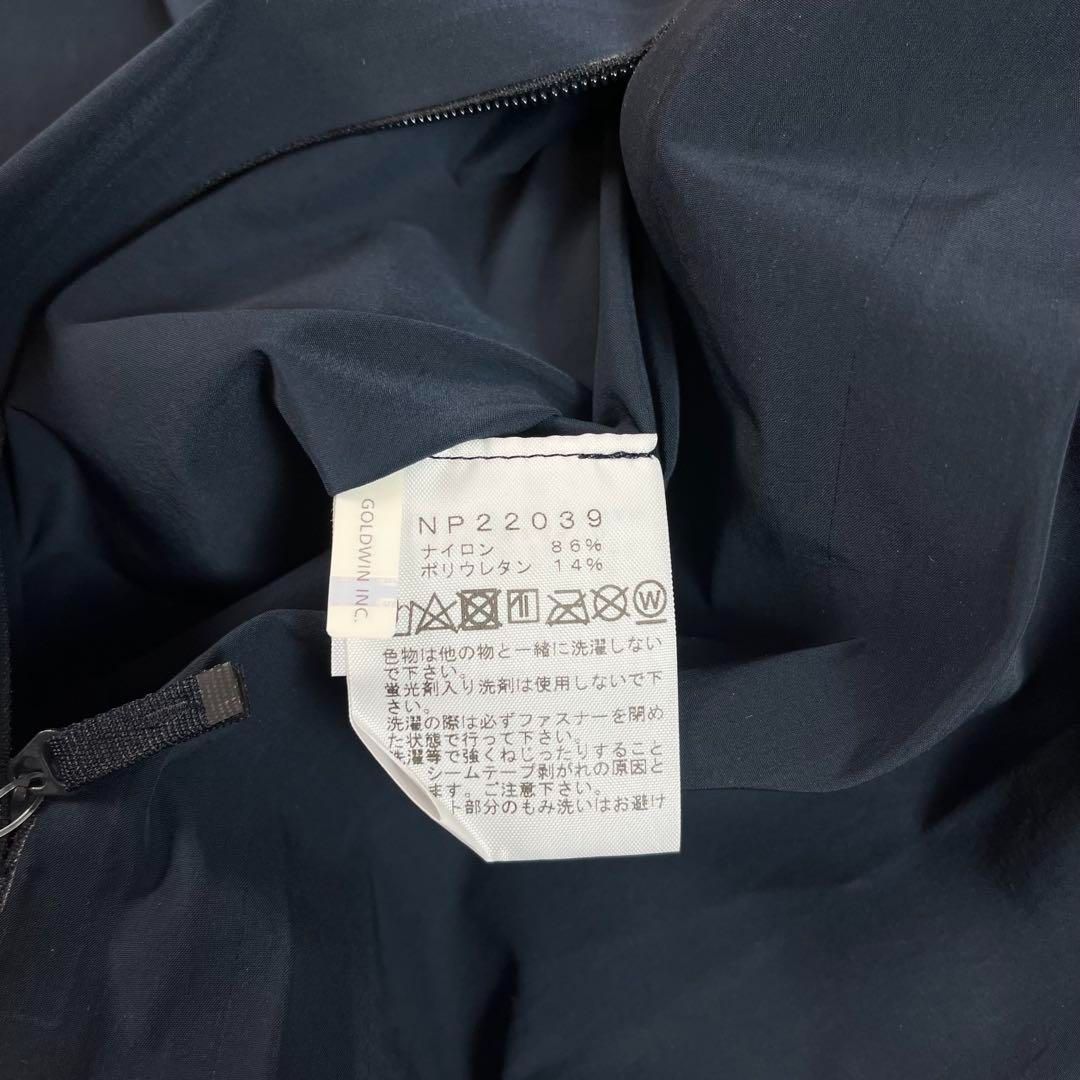 GOLDWIN INC.
NP22039
ナイロン 86%
ポリウレタン 14%
W
色物は他の物と一緒に洗濯しない
で下さい。
蛍光剤入り洗剤は使用しないで下
さい。
洗濯の際は必ずファスナーを閉め
た状態で行って下さい。
洗濯等で強くねじったりすること
シームテープ剥がれの原因と
ます。ご注意下さい。
ト部分のもみ洗いはお避け